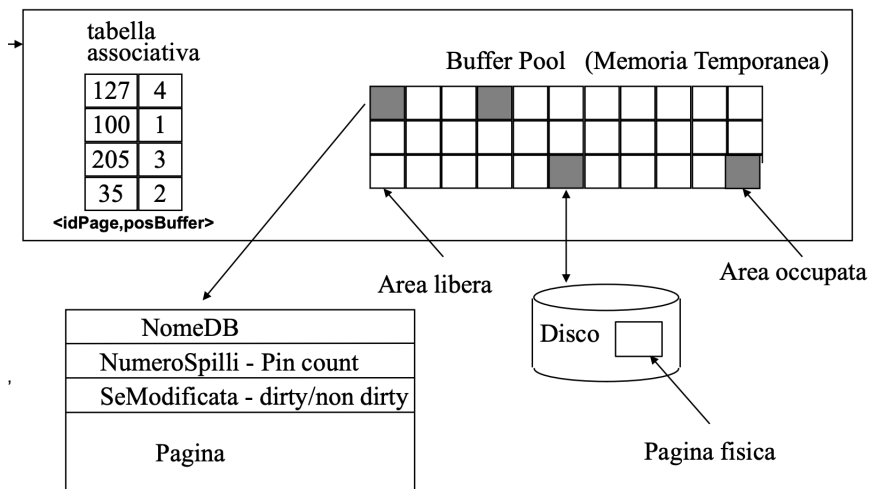 tabella
associativa
Buffer Pool (Memoria Temporanea)
127 4
100 1
205 3
35 2
<idPage,posBuffer>
Area libera
Area occupata
NomeDB
NumeroSpilli - Pin count
SeModificata - dirty/non dirty
Pagina
Disco
Pagina fisica
,